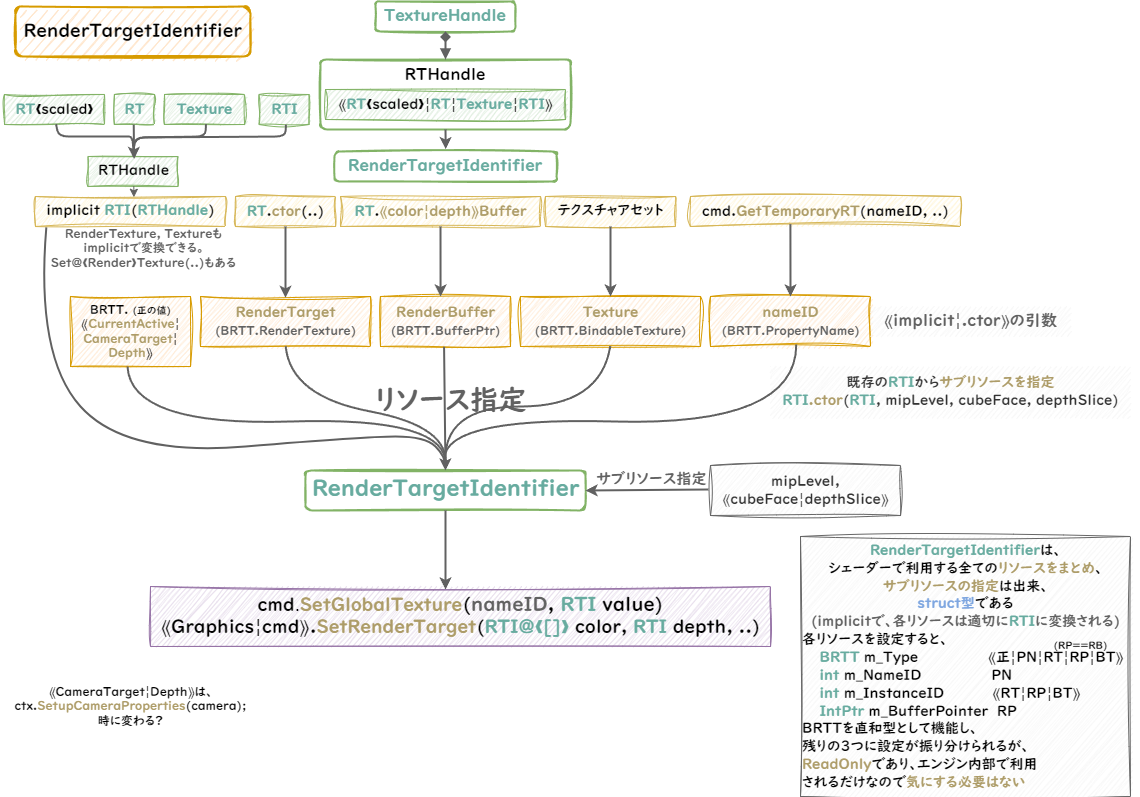 RenderTargetIdentifier
TextureHandle
RTHandle
《RT❰scaled❱¦RT¦Texture¦RTI》
RenderTargetIdentifier
RT❰scaled❱
RT
Texture
RTI
RTHandle
implicit RTI(RTHandle)
RT.ctor(..)
RT.《color¦depth》Buffer
テクスチャアセット
cmd.GetTemporaryRT(nameID, ..)
RenderTexture, Textureも
implicitで変換できる。
Set@❰Render❱Texture(..)もある
BRTT. (正の値)
《CurrentActive¦
CameraTarget¦
Depth》
RenderTarget
(BRTT.RenderTexture)
RenderBuffer
(BRTT.BufferPtr)
Texture
(BRTT.BindableTexture)
nameID
(BRTT.PropertyName)
《implicit¦.ctor》の引数
リソース指定
既存のRTIからサブリソースを指定
RTI.ctor(RTI, mipLevel, cubeFace, depthSlice)
RenderTargetIdentifier
サブリソース指定
mipLevel,
《cubeFace¦depthSlice》
cmd.SetGlobalTexture(nameID, RTI value)
《Graphics¦cmd》.SetRenderTarget(RTI@❰[]❱ color, RTI depth, ..)
RenderTargetIdentifierは、
シェーダーで利用する全てのリソースをまとめ、
サブリソースの指定は出来、
struct型である
(implicitで、各リソースは適切にRTIに変換される)
各リソースを設定すると、
(RP==RB)
BRTT m_Type 《正¦PN¦RT¦RP¦BT》
int m_NameID PN
int m_InstanceID 《RT¦RP¦BT》
IntPtr m_BufferPointer RP
BRTTを直和型として機能し、
残りの3つに設定が振り分けられるが、
ReadOnlyであり、エンジン内部で利用
されるだけなので気にする必要はない
《CameraTarget¦Depth》は、
ctx.SetupCameraProperties(camera);
時に変わる?